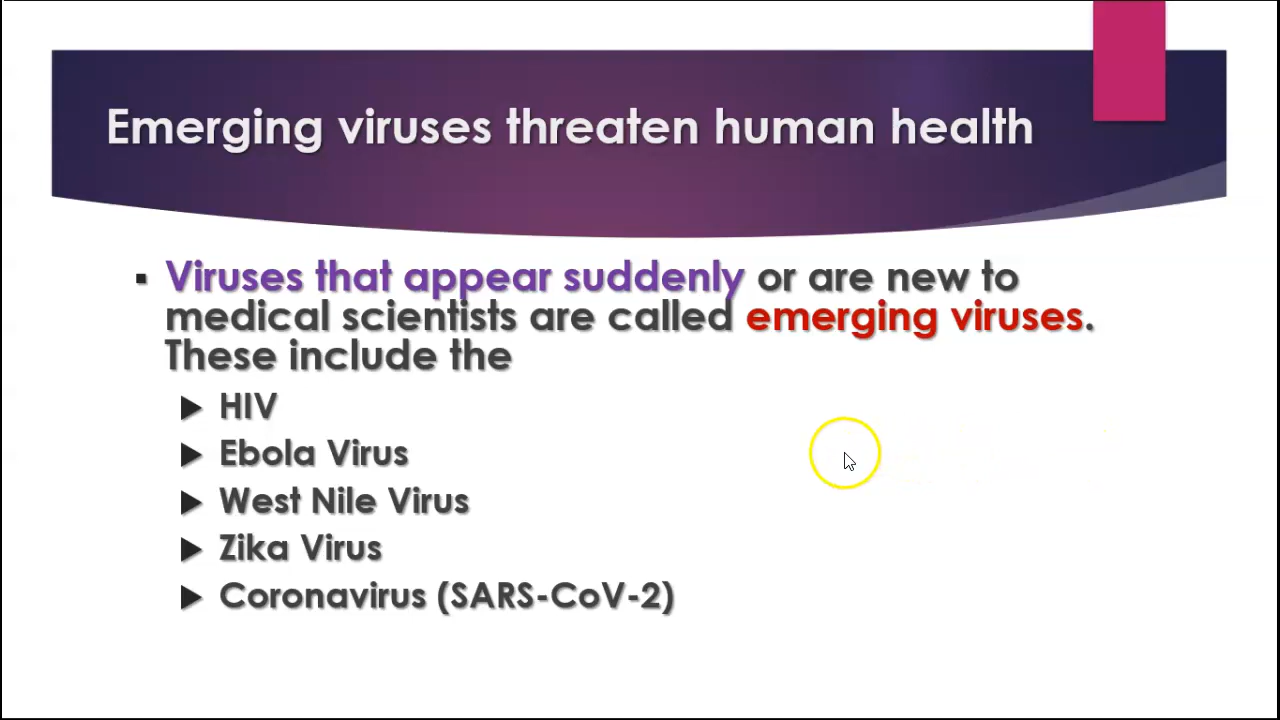 Emerging viruses threaten human health
▪ Viruses that appear suddenly or are new to
medical scientists are called emerging viruses.
These include the
▶ HIV
▶ Ebola Virus
▶ West Nile Virus
▶ Zika Virus
▶ Coronavirus (SARS-CoV-2)